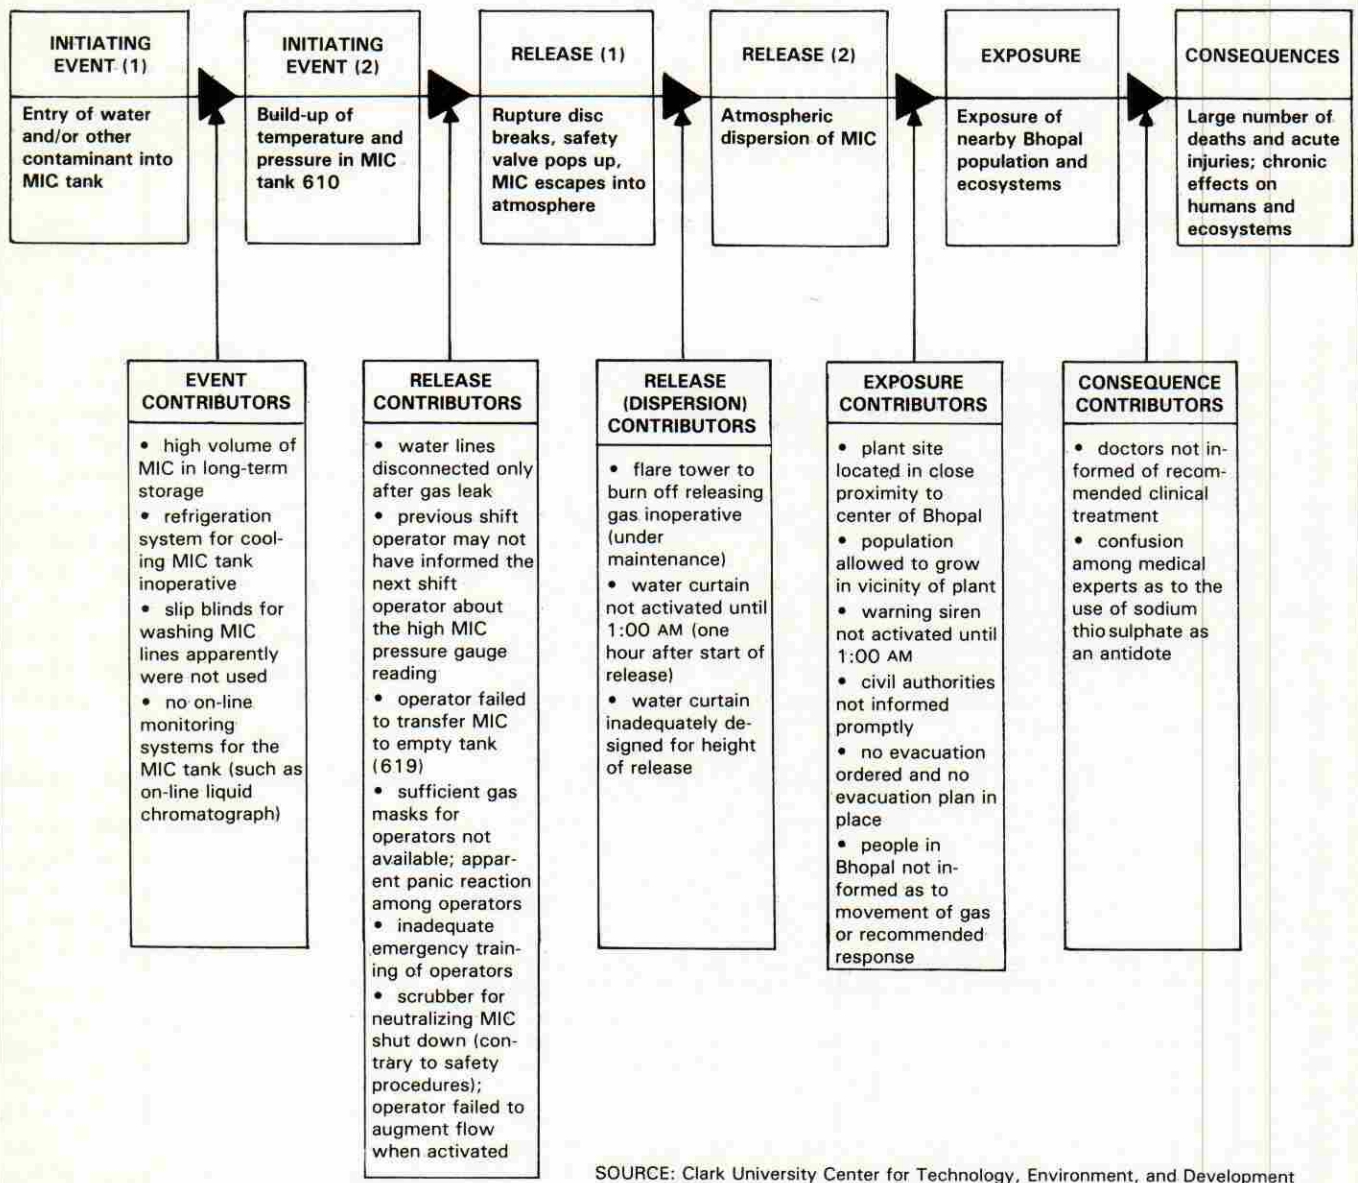 INITIATING
EVENT (1)
Entry of water
and/or other
contaminant into
MIC tank
INITIATING
EVENT (2)
Build-up of
temperature and
pressure in MIC
tank 610
RELEASE (1)
Rupture disc
breaks, safety
valve pops up,
MIC escapes into
atmosphere
RELEASE (2)
Atmospheric
dispersion of MIC
EXPOSURE
Exposure of
nearby Bhopal
population and
ecosystems
CONSEQUENCES
Large number of
deaths and acute
injuries; chronic
effects on
humans and
ecosystems
EVENT
CONTRIBUTORS
• high volume of
MIC in long-term
storage
• refrigeration
system for cool-
ing MIC tank
inoperative
• slip blinds for
washing MIC
lines apparently
were not used
• no on-line
monitoring
systems for the
MIC tank (such as
on-line liquid
chromatograph)
RELEASE
CONTRIBUTORS
• water lines
disconnected only
after gas leak
• previous shift
operator may not
have informed the
next shift
operator about
the high MIC
pressure gauge
reading
• operator failed
to transfer MIC
to empty tank
(619)
• sufficient gas
masks for
operators not
available; appar-
ent panic reaction
among operators
• inadequate
emergency train-
ing of operators
• scrubber for
neutralizing MIC
shut down (con-
trary to safety
procedures);
operator failed to
augment flow
when activated
RELEASE
(DISPERSION)
CONTRIBUTORS
• flare tower to
burn off releasing
gas inoperative
(under
maintenance)
• water curtain
not activated until
1:00 AM (one
hour after start of
release)
• water curtain
inadequately de-
signed for height
of release
EXPOSURE
CONTRIBUTORS
• plant site
located in close
proximity to
center of Bhopal
• population
allowed to grow
in vicinity of plant
• warning siren
not activated until
1:00 AM
• civil authorities
not informed
promptly
• no evacuation
ordered and no
evacuation plan in
place
• people in
Bhopal not in-
formed as to
movement of gas
or recommended
response
CONSEQUENCE
CONTRIBUTORS
• doctors not in-
formed of recom-
mended clinical
treatment
• confusion
among medical
experts as to the
use of sodium
thio sulphate as
an antidote
SOURCE: Clark University Center for Technology, Environment, and Development